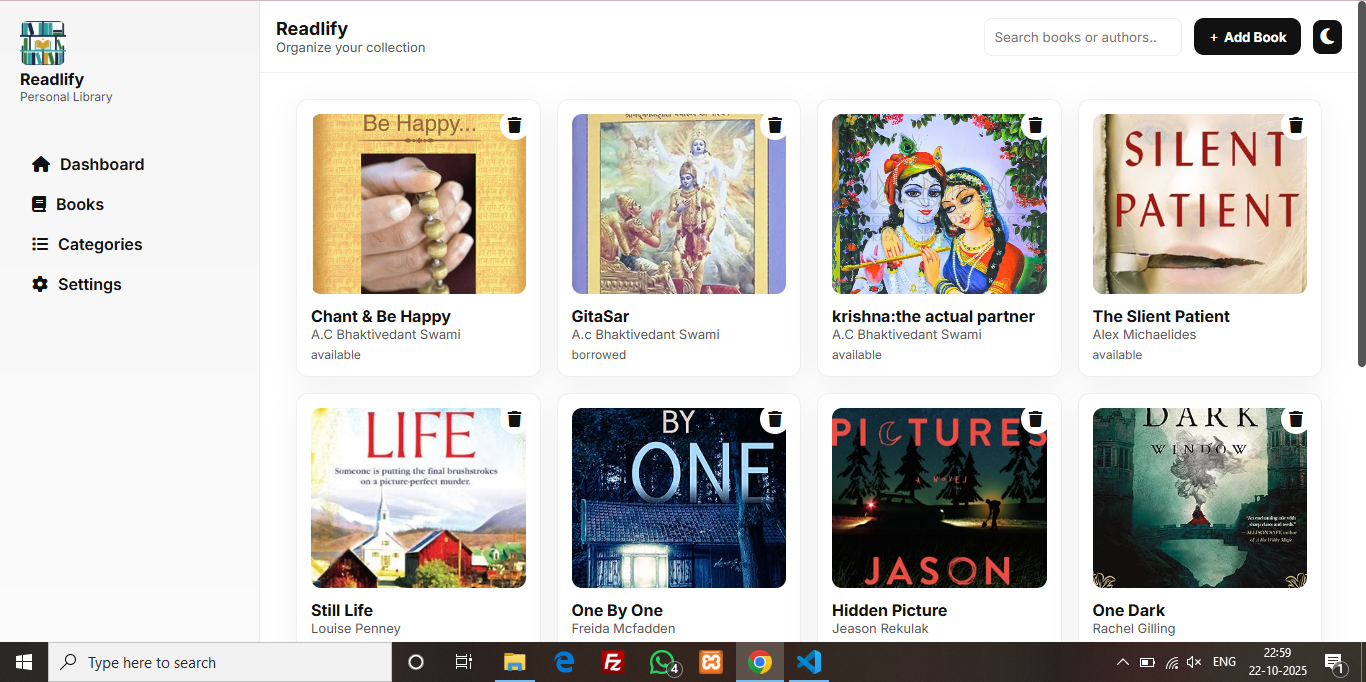 Readlify
Personal Library
Dashboard
Books
Categories
Settings
Readlify
Organize your collection
Search books or authors..
+ Add Book
Be Happy...
Chant & Be Happy
A.C Bhaktivedant Swami
available
GitaSar
A.c Bhaktivedant Swami
borrowed
krishna:the actual partner
A.C Bhaktivedant Swami
available
SILENT
PATIENT
The Slient Patient
Alex Michaelides
available
LIFE
Someone is putting the final brushstrokes
on a picture-perfect murder.
Still Life
Louise Penney
BY
ONE
One By One
Freida Mcfadden
PICTURES
A NOVEL
JASON
Hidden Picture
Jeason Rekulak
DARK
WINDOW
One Dark
Rachel Gilling
Type here to search
4
ENG
22:59
22-10-2025
1